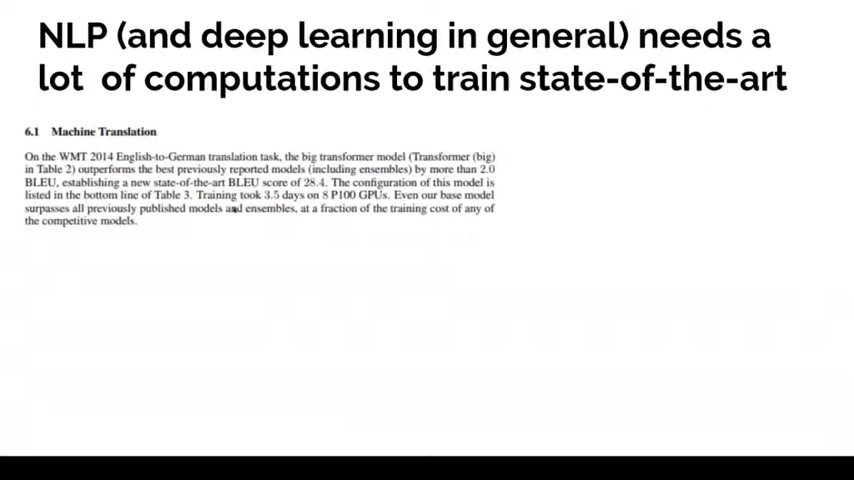 NLP (and deep learning in general) needs a
lot of computations to train state-of-the-art
6.1 Machine Translation
On the WMT 2014 English-to-German translation task, the big transformer model (Transformer (big)
in Table 2) outperforms the best previously reported models (including ensembles) by more than 2.0
BLEU, establishing a new state-of-the-art BLEU score of 28.4. The configuration of this model is
listed in the bottom line of Table 3. Training took 3.5 days on 8 P100 GPUs. Even our base model
surpasses all previously published models and ensembles, at a fraction of the training cost of any of
the competitive models.